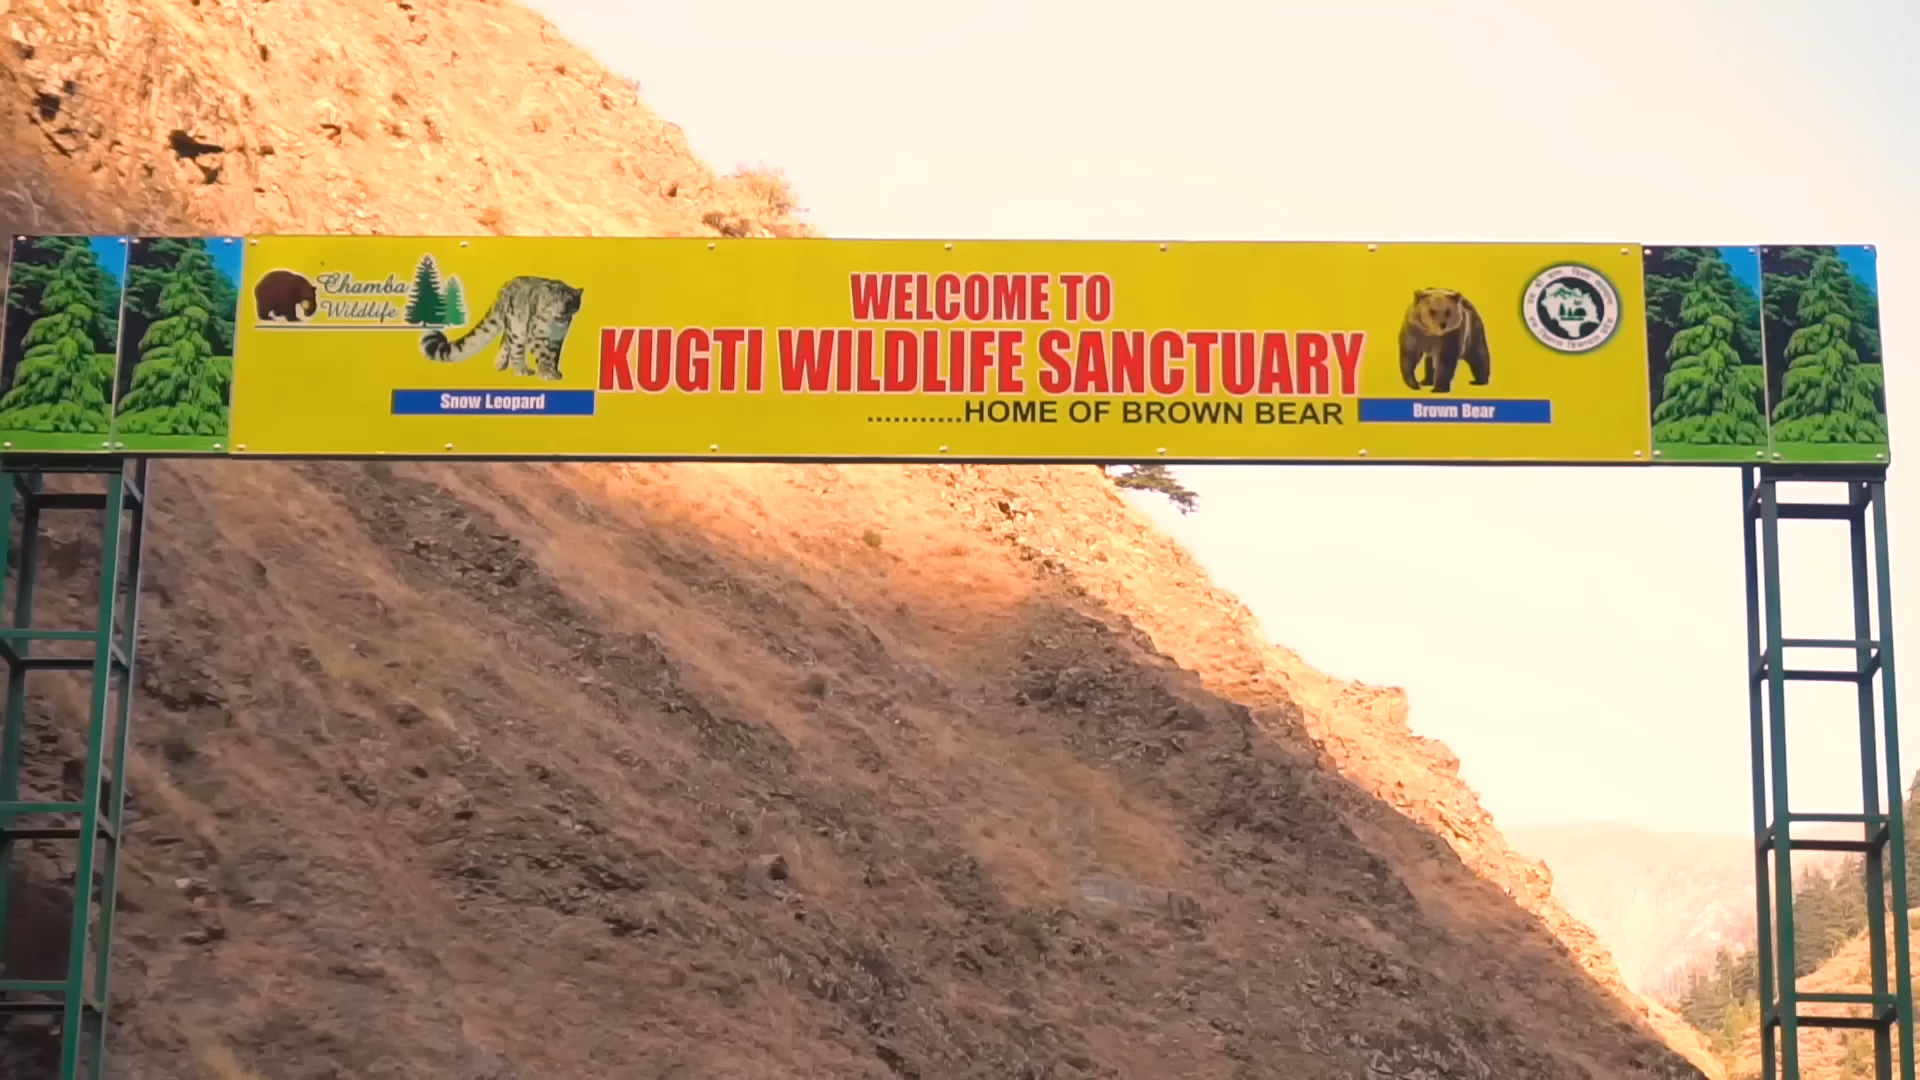 Chamba
Wildlife
Snow Leopard
WELCOME TO
KUGTI WILDLIFE SANCTUARY
...........HOME OF BROWN BEAR
Brown Bear